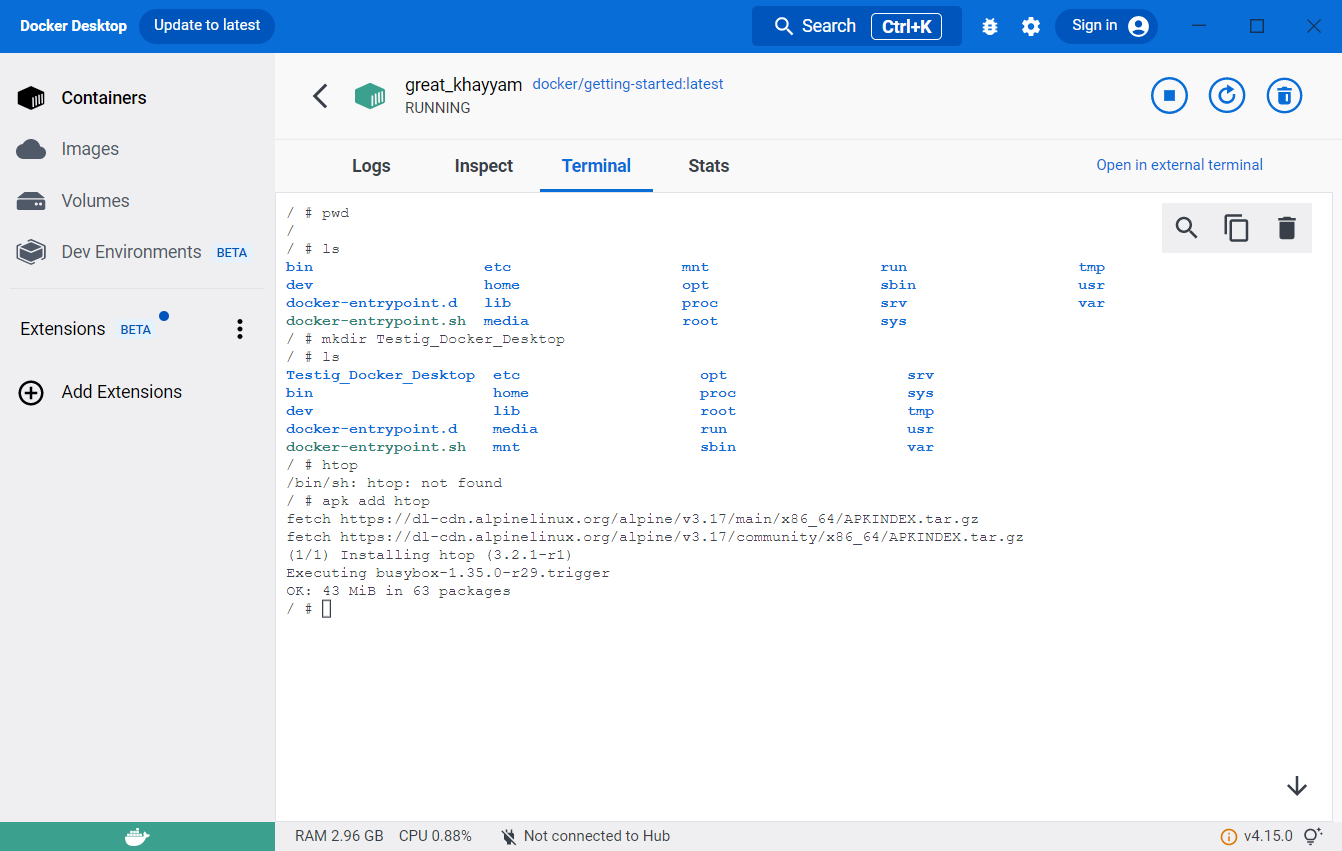 Docker Desktop Update to latest Search Ctrl+K Sign in
Containers
Images
Volumes
Dev Environments BETA
Extensions BETA
Add Extensions
great_khayyam docker/getting-started:latest
RUNNING
Logs Inspect Terminal Stats Open in external terminal
/ # pwd
/
/ # ls
bin etc mnt run tmp
dev home opt sbin usr
docker-entrypoint.d lib proc srv var
docker-entrypoint.sh media root sys
/ # mkdir Testig_Docker_Desktop
/ # ls
Testig_Docker_Desktop etc opt srv
bin home proc sys
dev lib root tmp
docker-entrypoint.d media run usr
docker-entrypoint.sh mnt sbin var
/ # htop
/bin/sh: htop: not found
/ # apk add htop
fetch https://dl-cdn.alpinelinux.org/alpine/v3.17/main/x86_64/APKINDEX.tar.gz
fetch https://dl-cdn.alpinelinux.org/alpine/v3.17/community/x86_64/APKINDEX.tar.gz
(1/1) Installing htop (3.2.1-r1)
Executing busybox-1.35.0-r29.trigger
OK: 43 MiB in 63 packages
/ #
RAM 2.96 GB CPU 0.88% Not connected to Hub v4.15.0